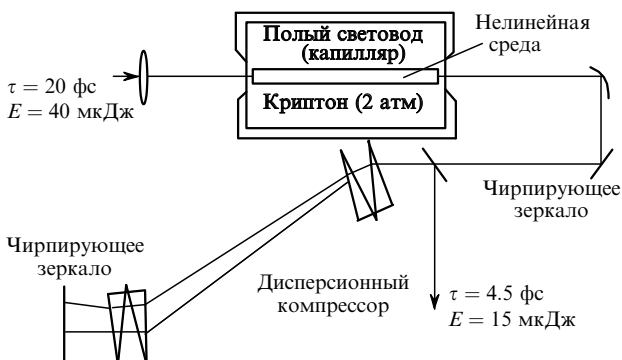 Полый световод
(капилляр)
Нелинейная
среда
τ = 20 фс
E = 40 мкДж
Криптон (2 атм)
Чирпирующее
зеркало
Чирпирующее
зеркало
Дисперсионный
компрессор
τ = 4.5 фс
E = 15 мкДж